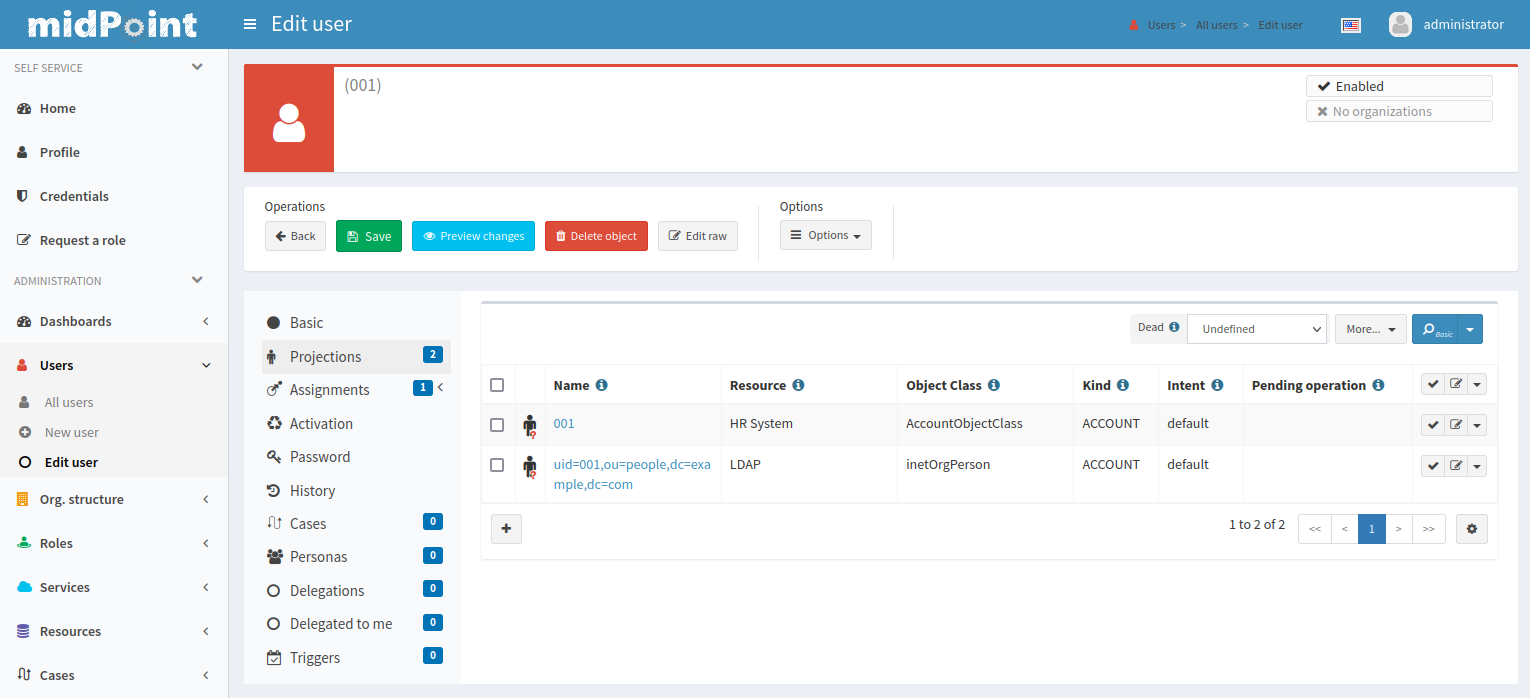 midPoint
Edit user
Users > All users > Edit user
administrator
SELF SERVICE
Home
Profile
Credentials
Request a role
ADMINISTRATION
Dashboards
Users
All users
New user
Edit user
Org. structure
Roles
Services
Resources
Cases
(001)
Enabled
No organizations
Operations
Back
Save
Preview changes
Delete object
Edit raw
Options
Options
Basic
Projections 2
Assignments 1
Activation
Password
History
Cases 0
Personas 0
Delegations 0
Delegated to me 0
Triggers 0
Dead Undefined More... Basic
Name Resource Object Class Kind Intent Pending operation
001 HR System AccountObjectClass ACCOUNT default
uid=001,ou=people,dc=exa LDAP inetOrgPerson ACCOUNT default
mple,dc=com
1 to 2 of 2 << < 1 > >>